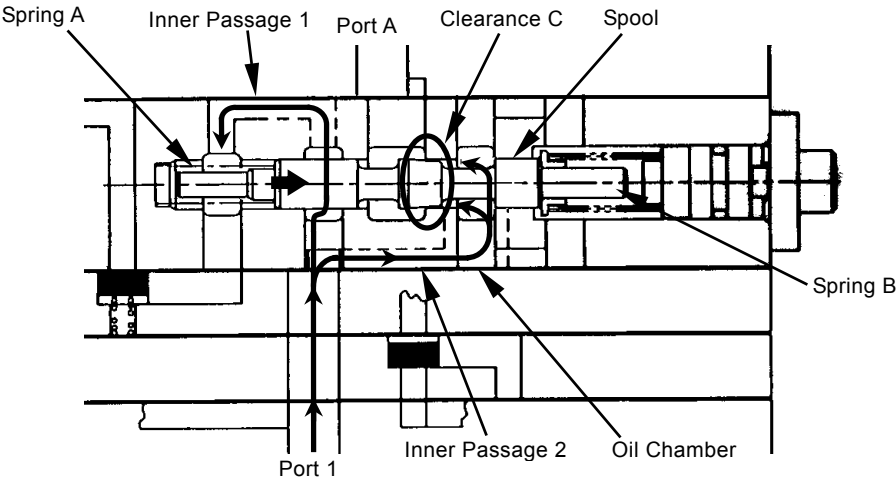 Spring A
Inner Passage 1
Port A
Clearance C
Spool
Spring B
Inner Passage 2
Oil Chamber
Port 1